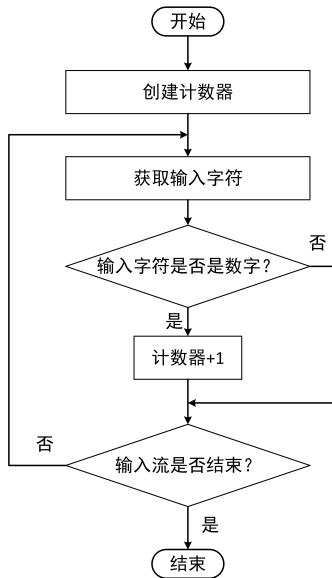 开始
创建计数器
获取输入字符
输入字符是否是数字?
否
是
计数器+1
否
输入流是否结束?
是
结束